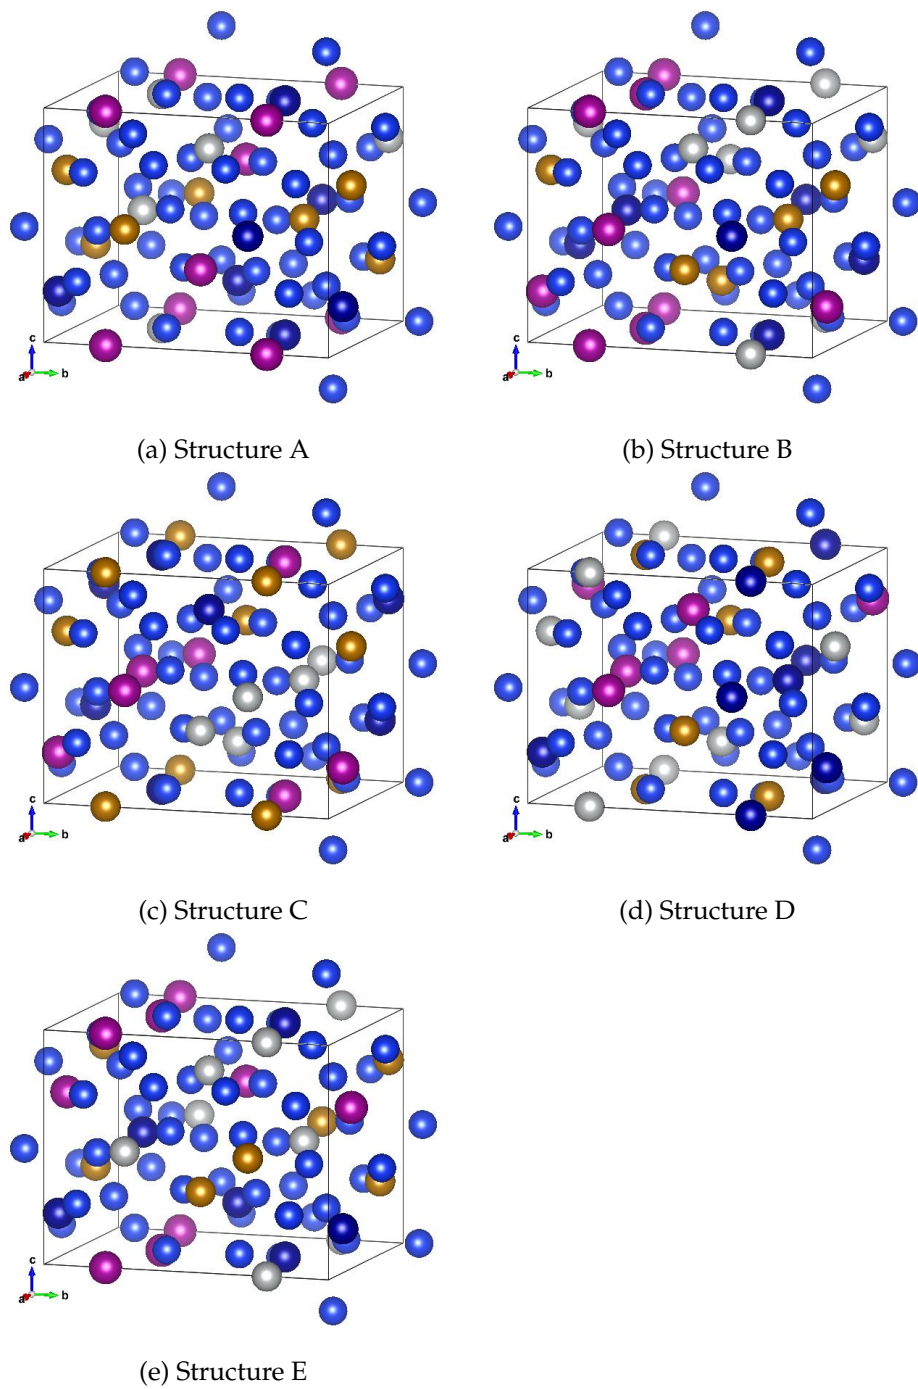 c
a b
c
a b
(a) Structure A
(b) Structure B
c
a b
c
a b
(c) Structure C
(d) Structure D
c
a b
(e) Structure E